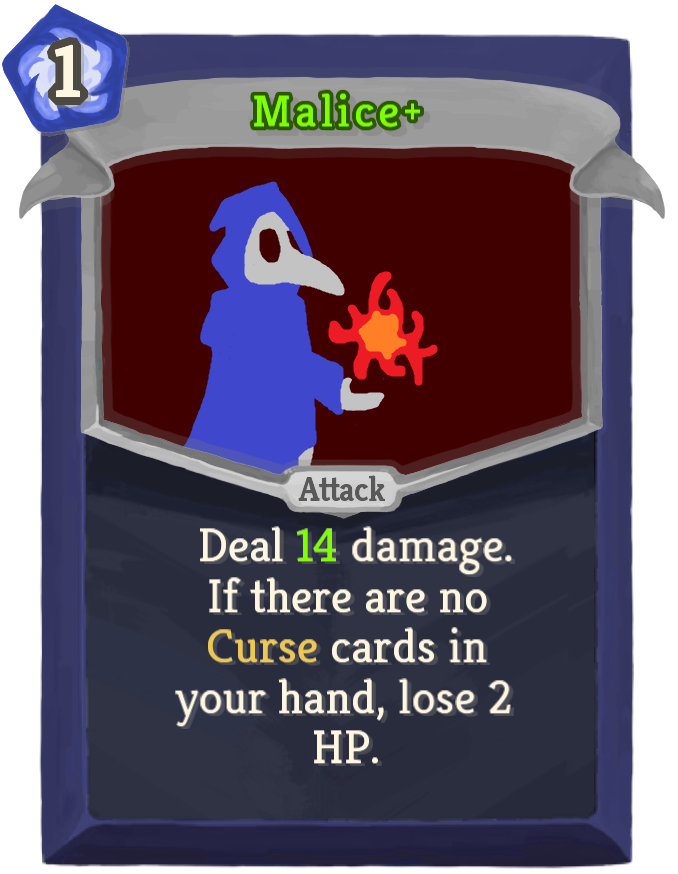 1
Malice+
Attack
Deal 14 damage.
If there are no
Curse cards in
your hand, lose 2
HP.